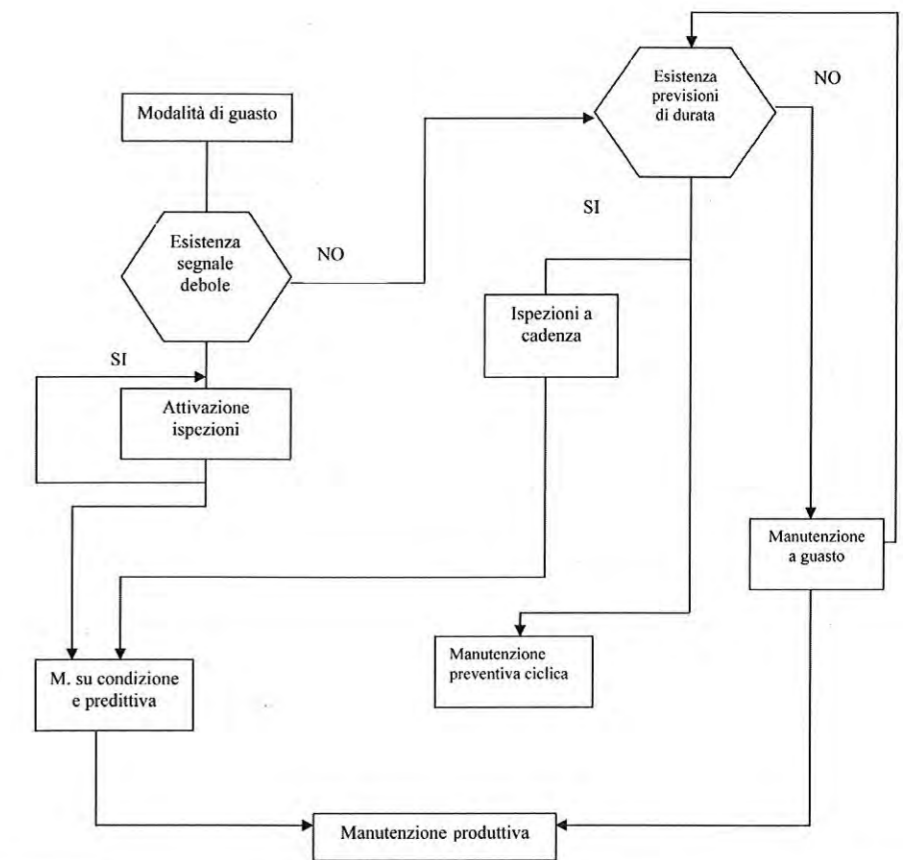 Modalità di guasto
Esistenza
segnale
debole
NO
SI
Attivazione
ispezioni
Esistenza
previsioni
di durata
NO
SI
Ispezioni a
cadenza
Manutenzione
a guasto
Manutenzione
preventiva ciclica
M. su condizione
e predittiva
Manutenzione produttiva